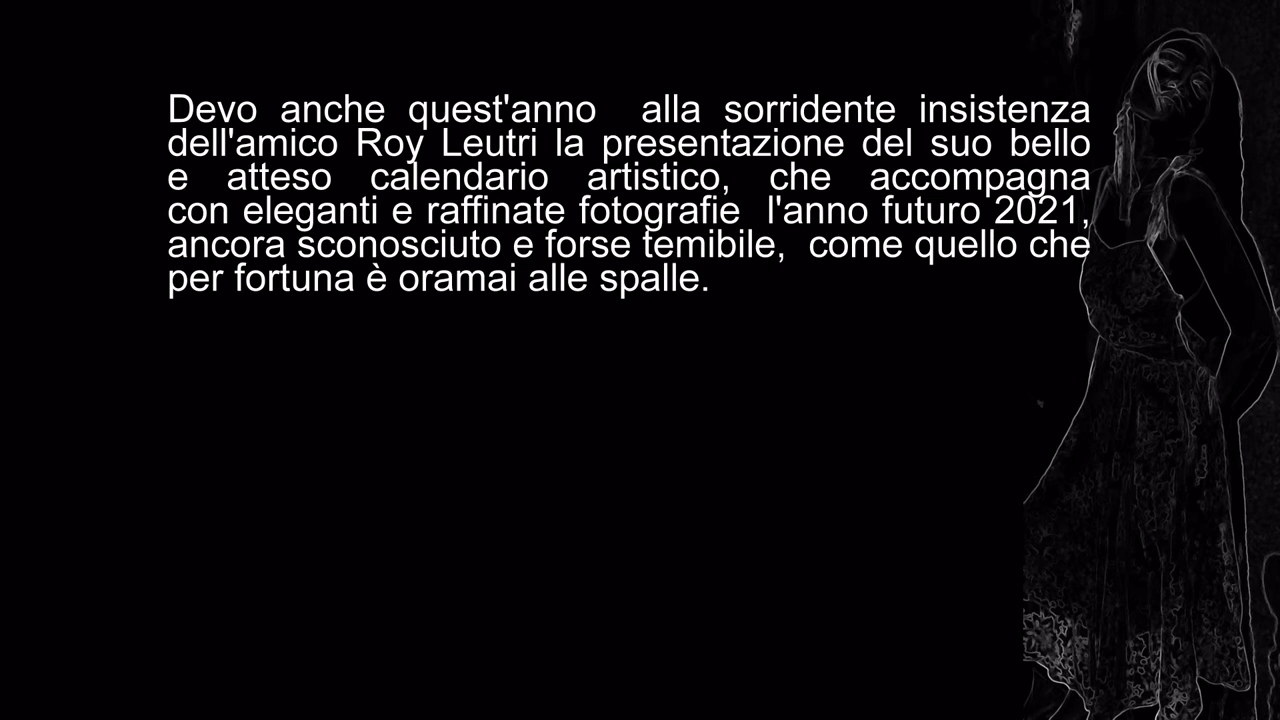 Devo anche quest'anno  alla sorridente insistenza
dell'amico Roy Leutri la presentazione del suo bello
e atteso calendario artistico, che accompagna
con eleganti e raffinate fotografie  l'anno futuro 2021,
ancora sconosciuto e forse temibile,  come quello che
per fortuna è oramai alle spalle.